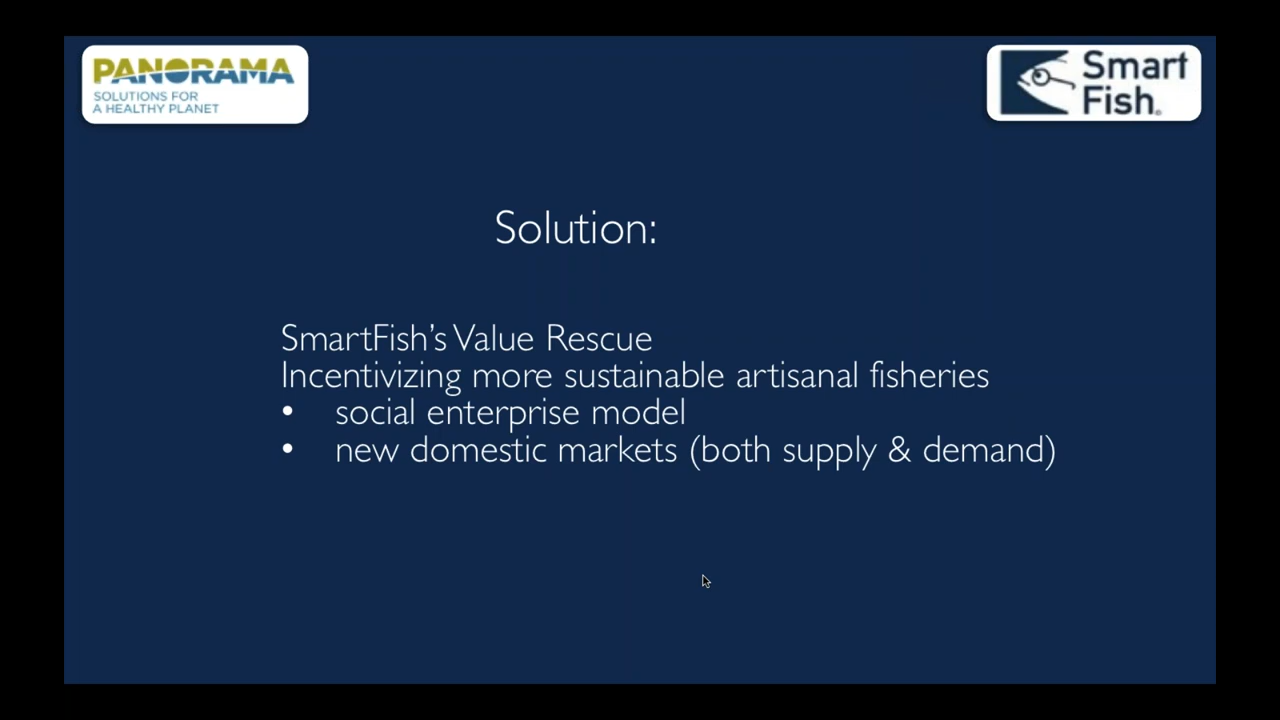 PANORAMA
SOLUTIONS FOR
A HEALTHY PLANET
Smart
Fish®
Solution:
SmartFish’s Value Rescue
Incentivizing more sustainable artisanal fisheries
• social enterprise model
• new domestic markets (both supply & demand)